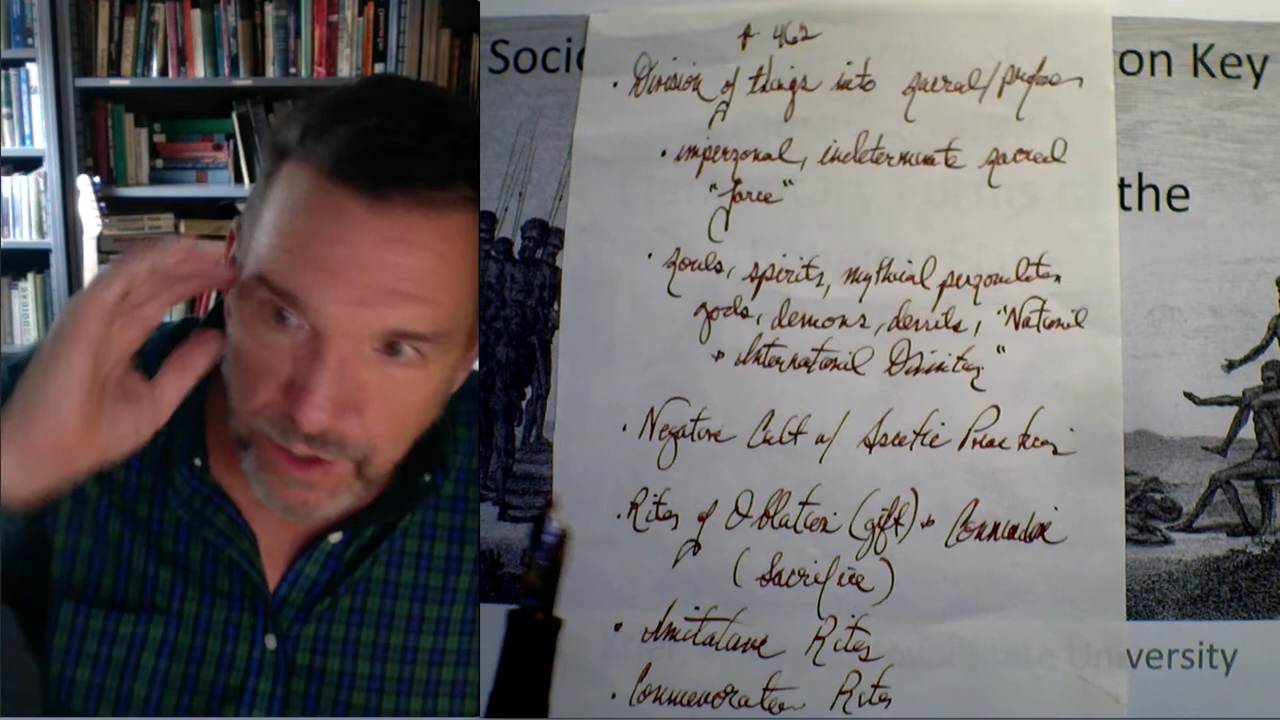 p 462
Socio
on Key
• Division of things into sacred/profane
• impersonal, indeterminate sacred
"force"
the
• souls, spirits, mythical personalities
gods, demons, devils, "National
+ International Divinities"
• Negative Cult w/ Ascetic Practices
• Rites of Oblation (gift) + Communion
(Sacrifice)
• Imitative Rites
State University
• Commemorative Rites